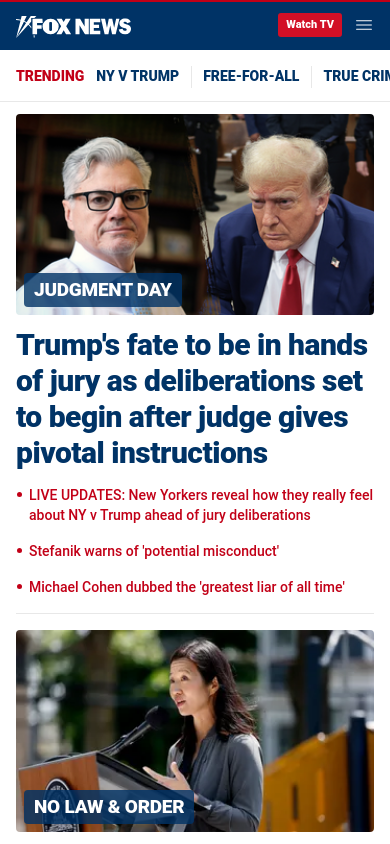 FOX NEWS
Watch TV
TRENDING NY V TRUMP FREE-FOR-ALL TRUE CRIM
JUDGMENT DAY
Trump's fate to be in hands
of jury as deliberations set
to begin after judge gives
pivotal instructions
LIVE UPDATES: New Yorkers reveal how they really feel
about NY v Trump ahead of jury deliberations
Stefanik warns of 'potential misconduct'
Michael Cohen dubbed the 'greatest liar of all time'
NO LAW & ORDER